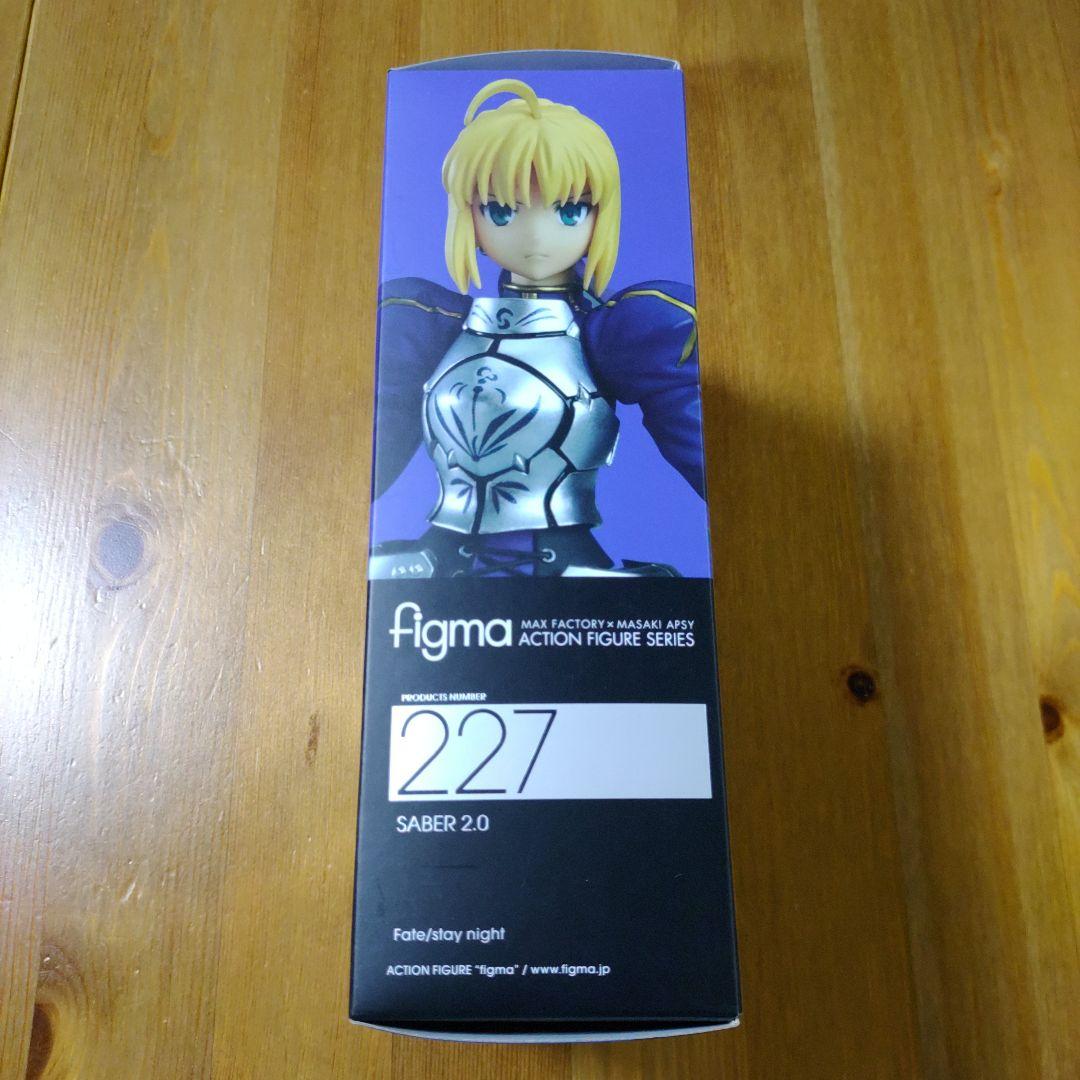 figma
MAX FACTORY×MASAKI APSY
ACTION FIGURE SERIES
PRODUCTS NUMBER
227
SABER 2.0
Fate/stay night
ACTION FIGURE "figma" / www.figma.jp